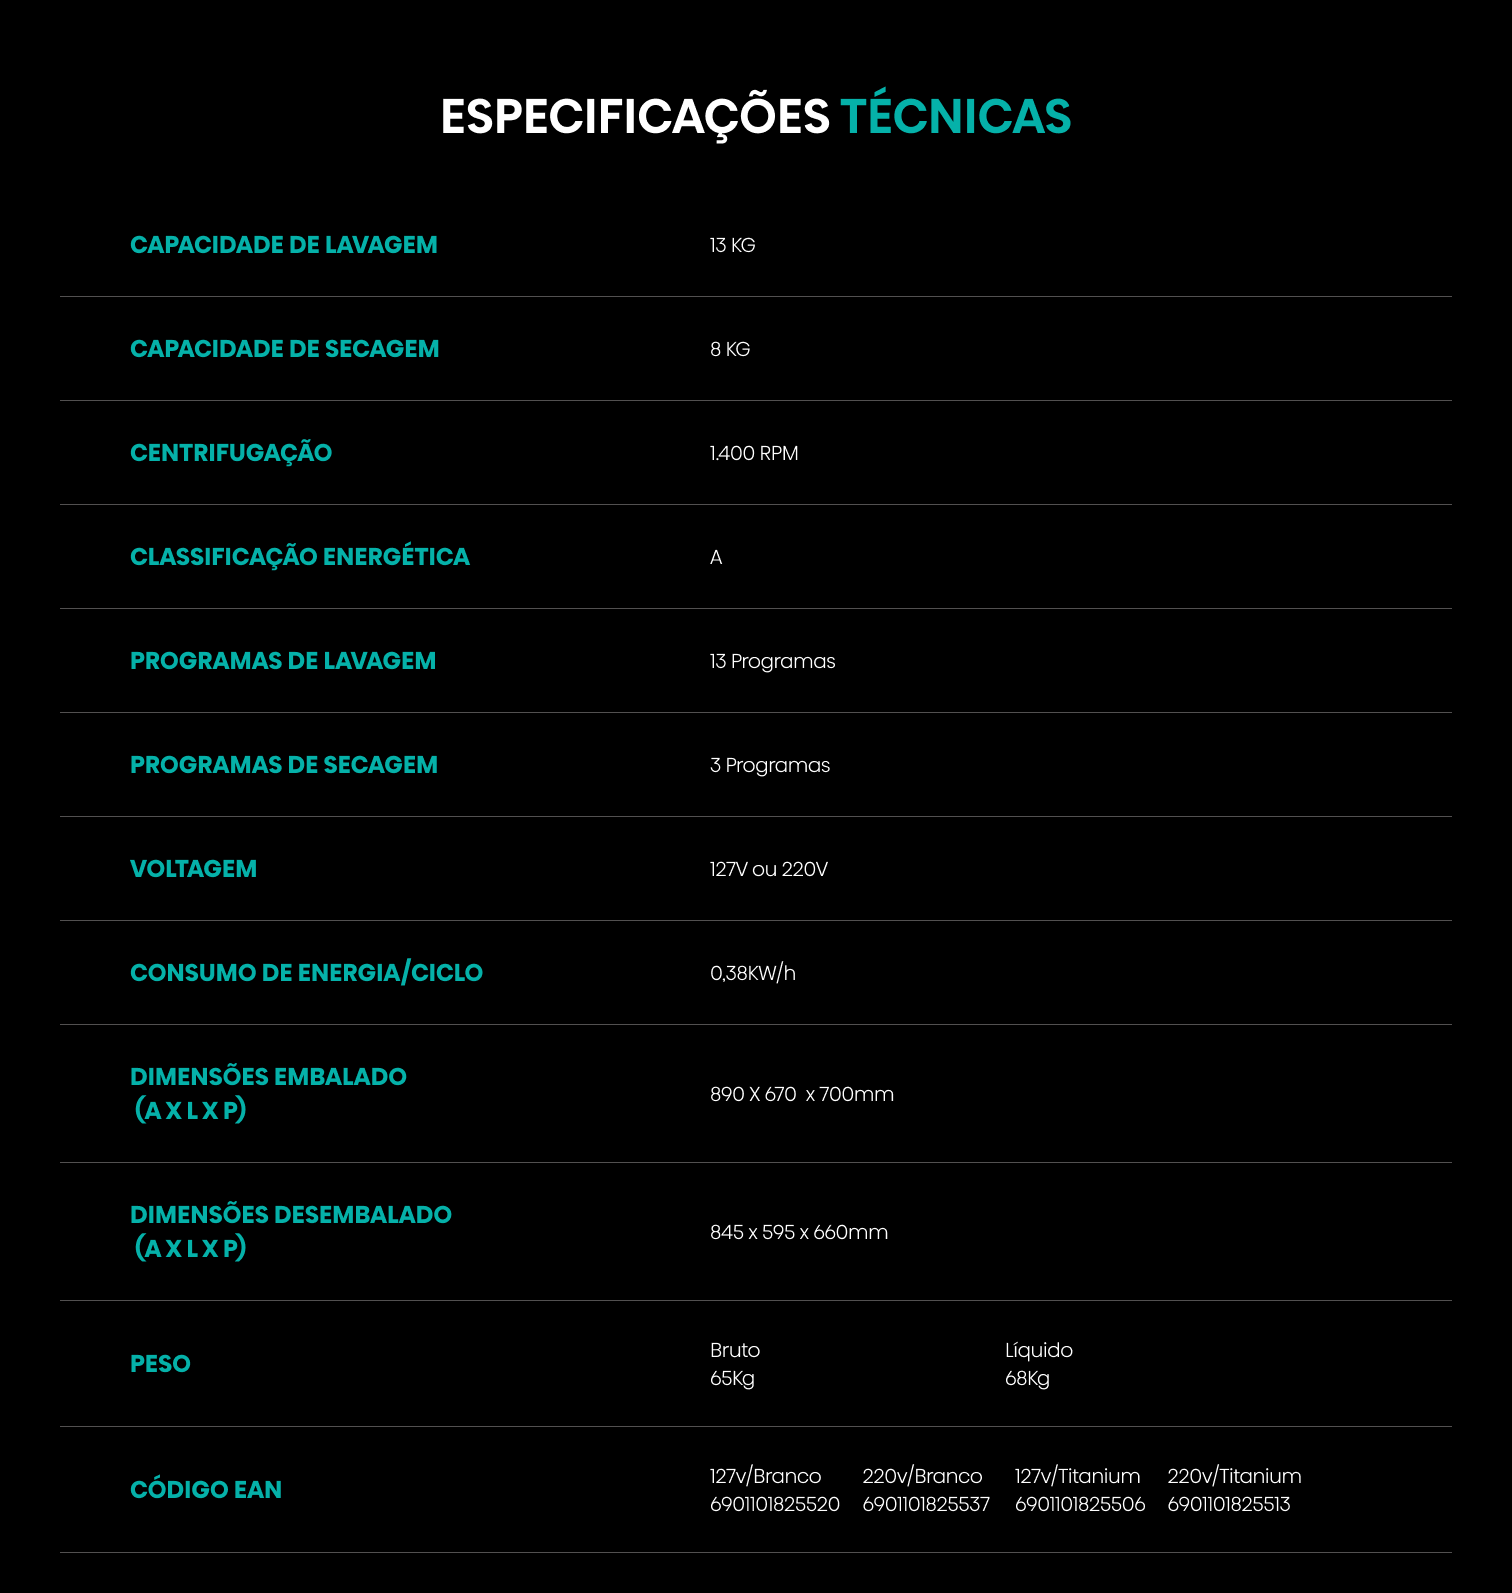 ESPECIFICAÇÕES TÉCNICAS
CAPACIDADE DE LAVAGEM
13 KG
CAPACIDADE DE SECAGEM
8 KG
CENTRIFUGAÇÃO
1.400 RPM
CLASSIFICAÇÃO ENERGÉTICA
A
PROGRAMAS DE LAVAGEM
13 Programas
PROGRAMAS DE SECAGEM
3 Programas
VOLTAGEM
127V ou 220V
CONSUMO DE ENERGIA/CICLO
0,38KW/h
DIMENSÕES EMBALADO
(A X L X P)
890 X 670 x 700mm
DIMENSÕES DESEMBALADO
(A X L X P)
845 x 595 x 660mm
PESO
Bruto
65Kg
Líquido
68Kg
CÓDIGO EAN
127v/Branco
6901101825520
220v/Branco
6901101825537
127v/Titanium
6901101825506
220v/Titanium
6901101825513